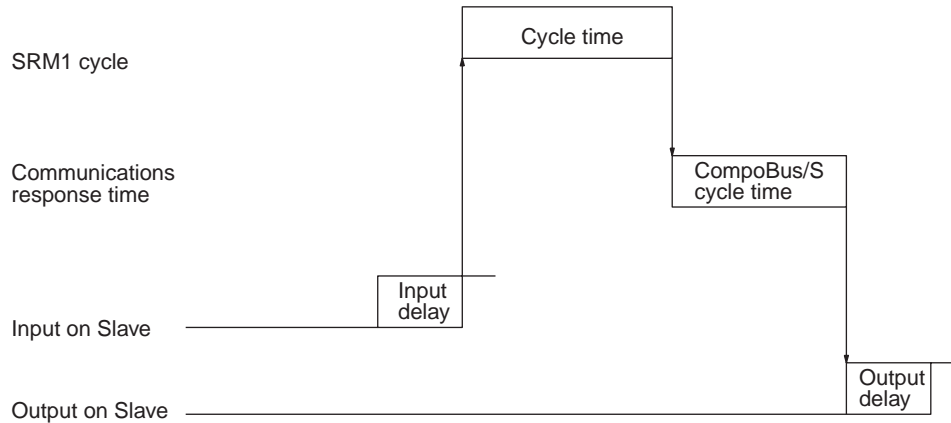 Cycle time
SRM1 cycle
Communications
response time
CompoBus/S
cycle time
Input
delay
Input on Slave
Output
delay
Output on Slave